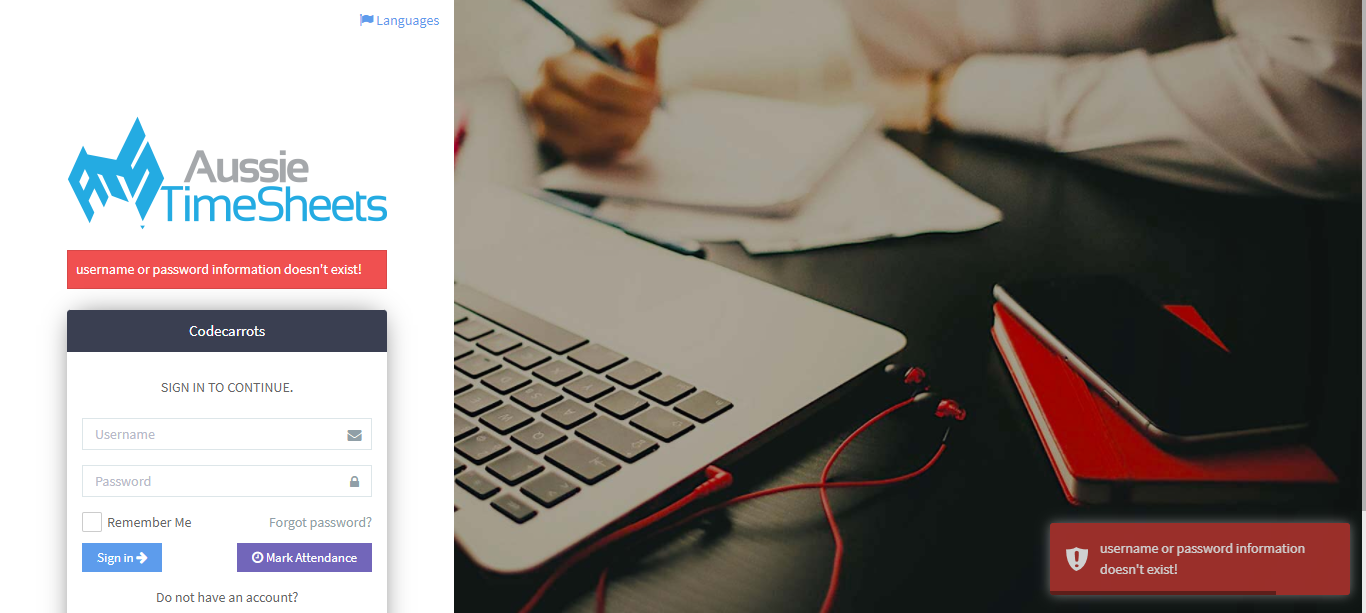 Languages
Aussie
TimeSheets
username or password information doesn't exist!
Codecarrots
SIGN IN TO CONTINUE.
Username
Password
Remember Me
Forgot password?
Sign in
Mark Attendance
Do not have an account?
username or password information
doesn't exist!